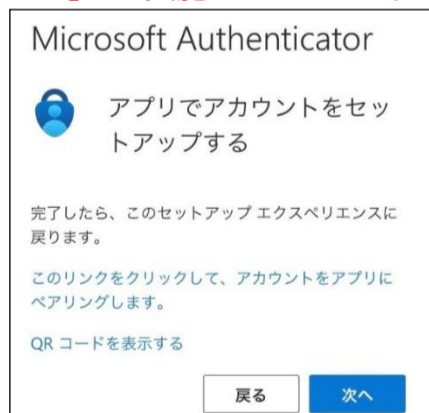 Microsoft Authenticator
アプリでアカウントをセッ
トアップする
完了したら、このセットアップ エクスペリエンスに
戻ります。
このリンクをクリックして、アカウントをアプリに
ペアリングします。
QR コードを表示する
戻る
次へ